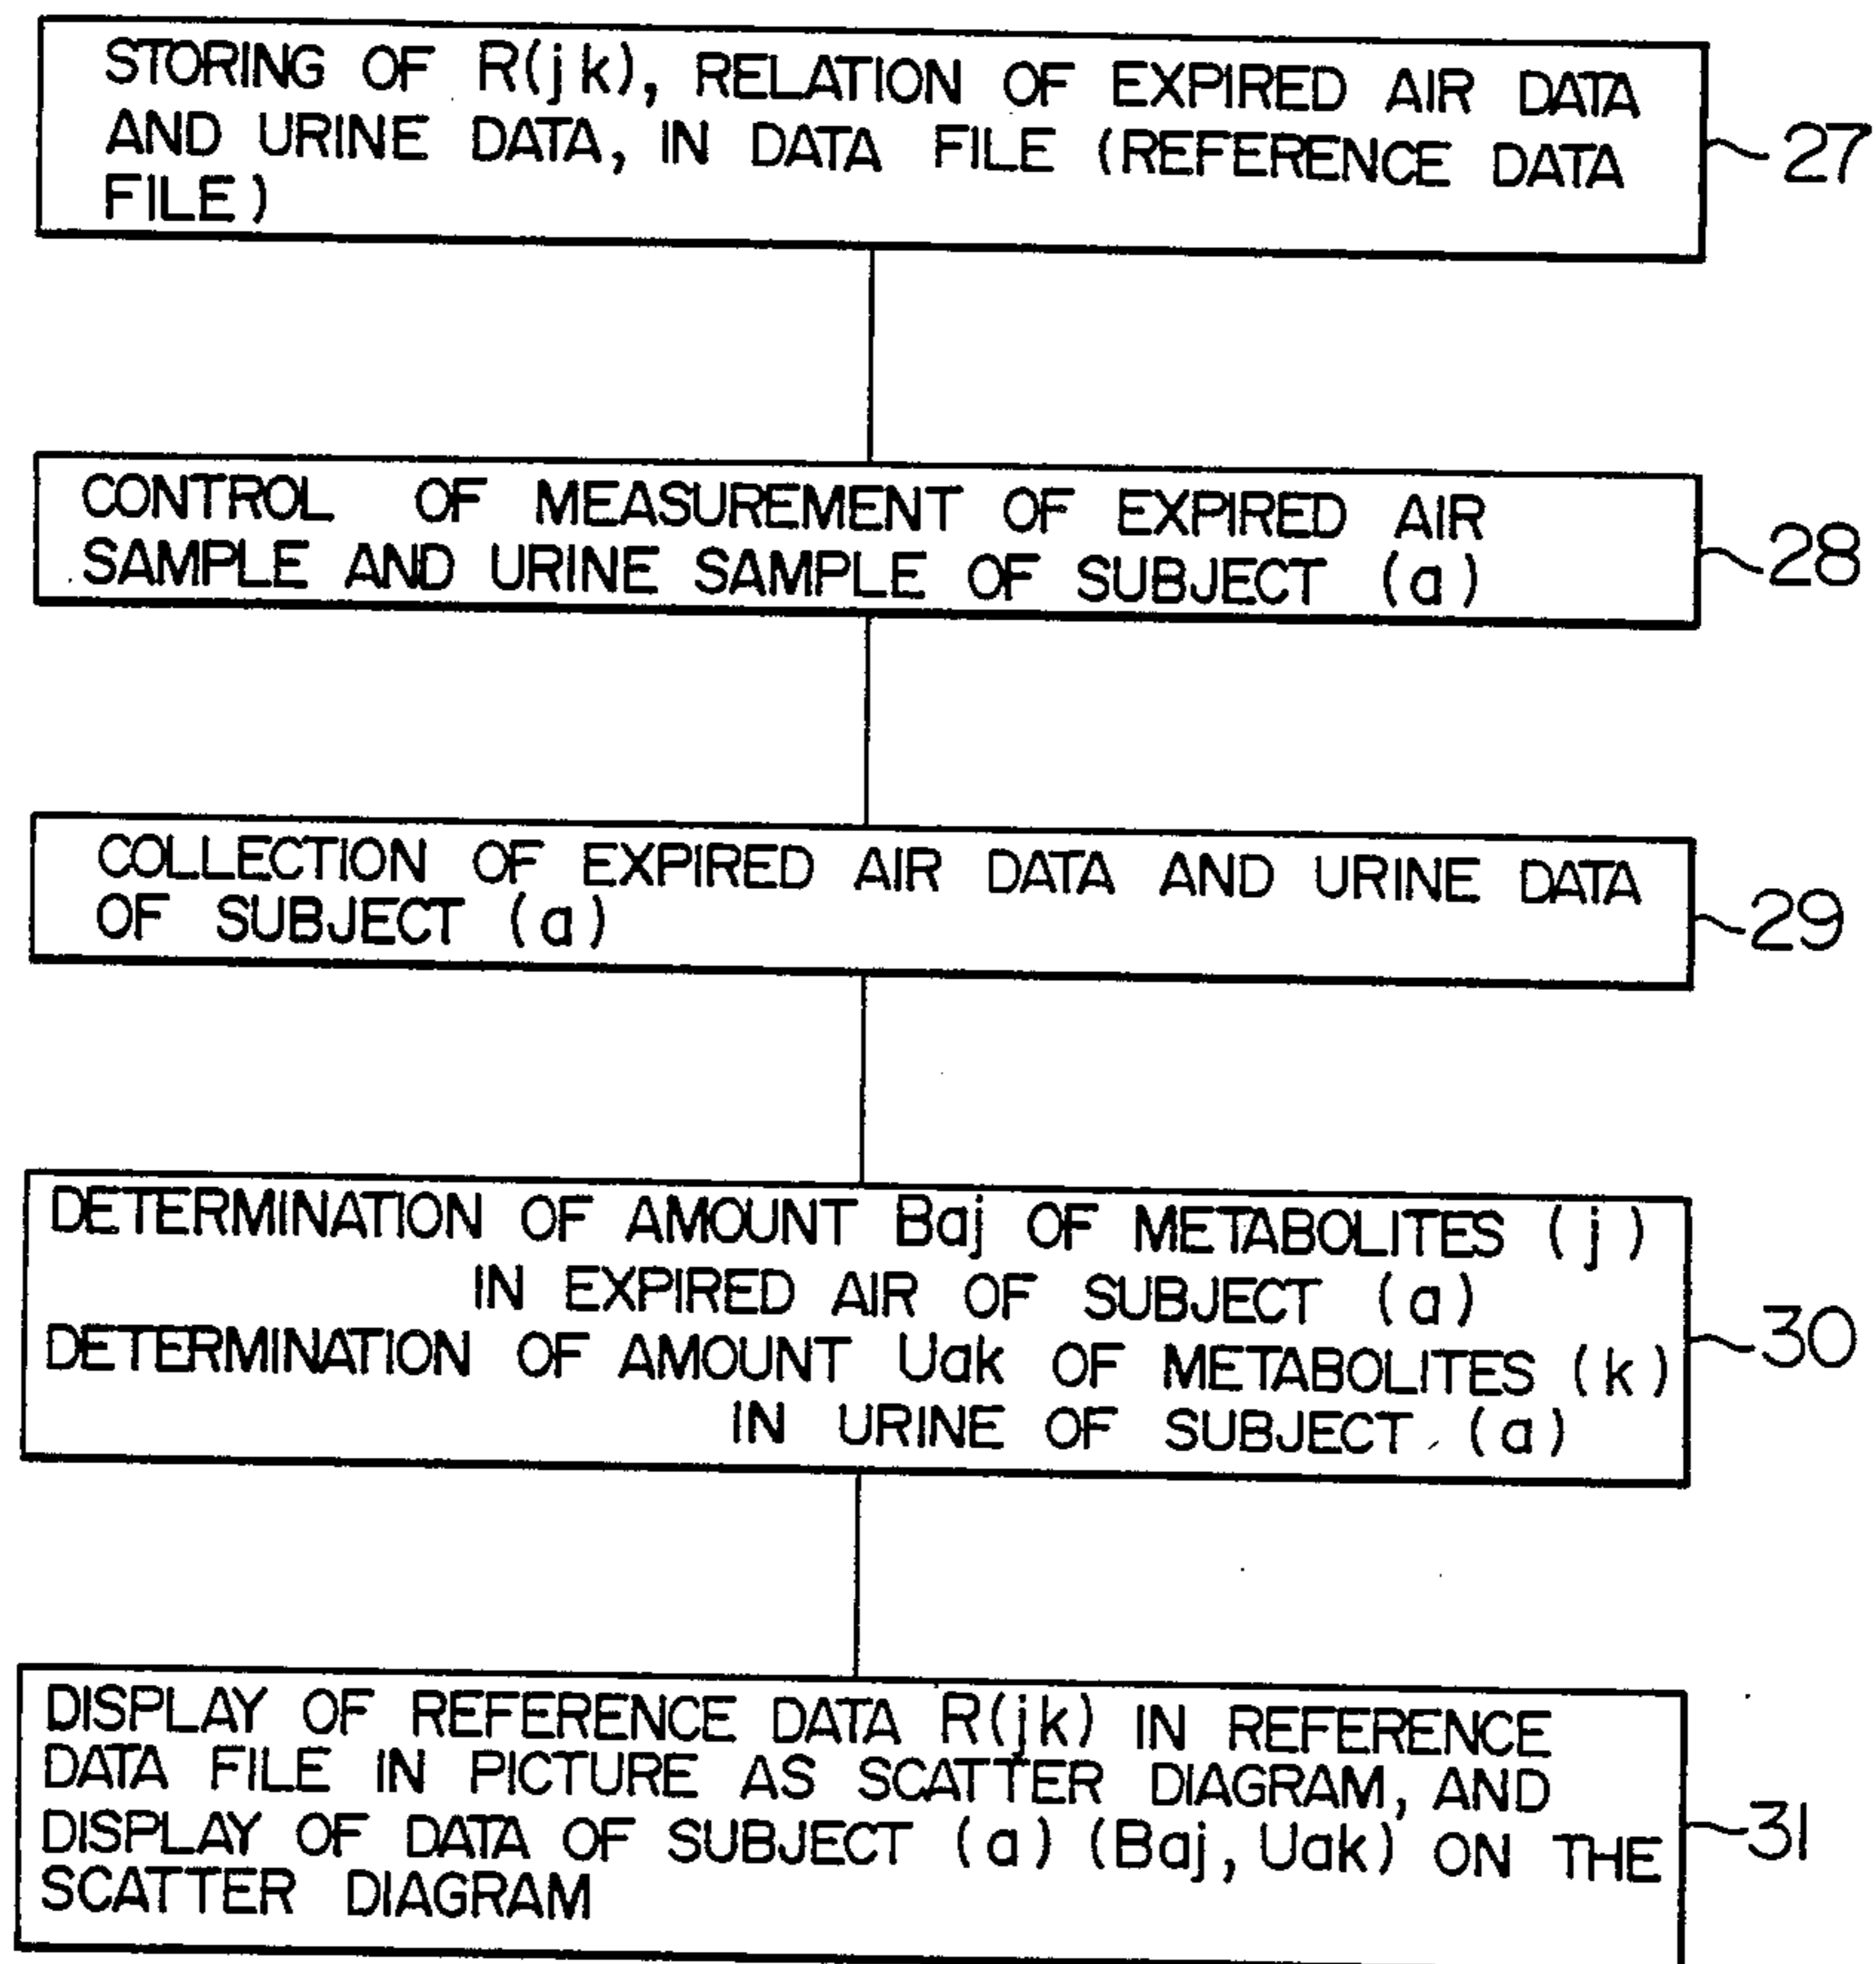 STORING OF R(jk), RELATION OF EXPIRED AIR DATA
AND URINE DATA, IN DATA FILE (REFERENCE DATA
FILE)
27
CONTROL OF MEASUREMENT OF EXPIRED AIR
SAMPLE AND URINE SAMPLE OF SUBJECT (a)
28
COLLECTION OF EXPIRED AIR DATA AND URINE DATA
OF SUBJECT (a)
29
DETERMINATION OF AMOUNT Baj OF METABOLITES (j)
IN EXPIRED AIR OF SUBJECT (a)
DETERMINATION OF AMOUNT Uak OF METABOLITES (k)
IN URINE OF SUBJECT (a)
30
DISPLAY OF REFERENCE DATA R(jk) IN REFERENCE
DATA FILE IN PICTURE AS SCATTER DIAGRAM, AND
DISPLAY OF DATA OF SUBJECT (a) (Baj, Uak) ON THE
SCATTER DIAGRAM
31